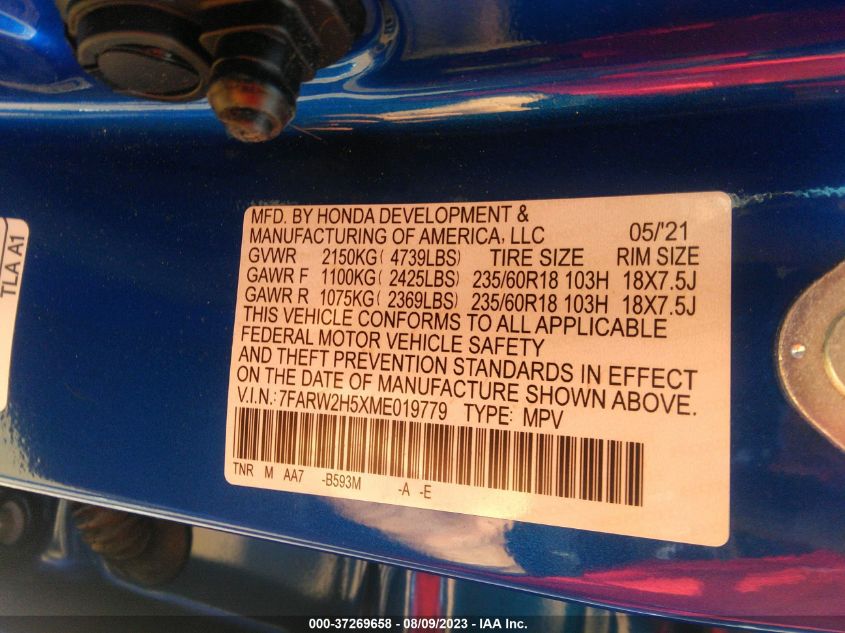 TLA A1
MFD. BY HONDA DEVELOPMENT &
MANUFACTURING OF AMERICA, LLC 05/'21
GVWR 2150KG( 4739LBS) TIRE SIZE RIM SIZE
GAWR F 1100KG( 2425LBS) 235/60R18 103H 18X7.5J
GAWR R 1075KG( 2369LBS) 235/60R18 103H 18X7.5J
THIS VEHICLE CONFORMS TO ALL APPLICABLE
FEDERAL MOTOR VEHICLE SAFETY
AND THEFT PREVENTION STANDARDS IN EFFECT
ON THE DATE OF MANUFACTURE SHOWN ABOVE.
V.I.N.:7FARW2H5XME019779 TYPE: MPV
TNR M AA7 -B593M -A -E
000-37269658 - 08/09/2023 - IAA Inc.